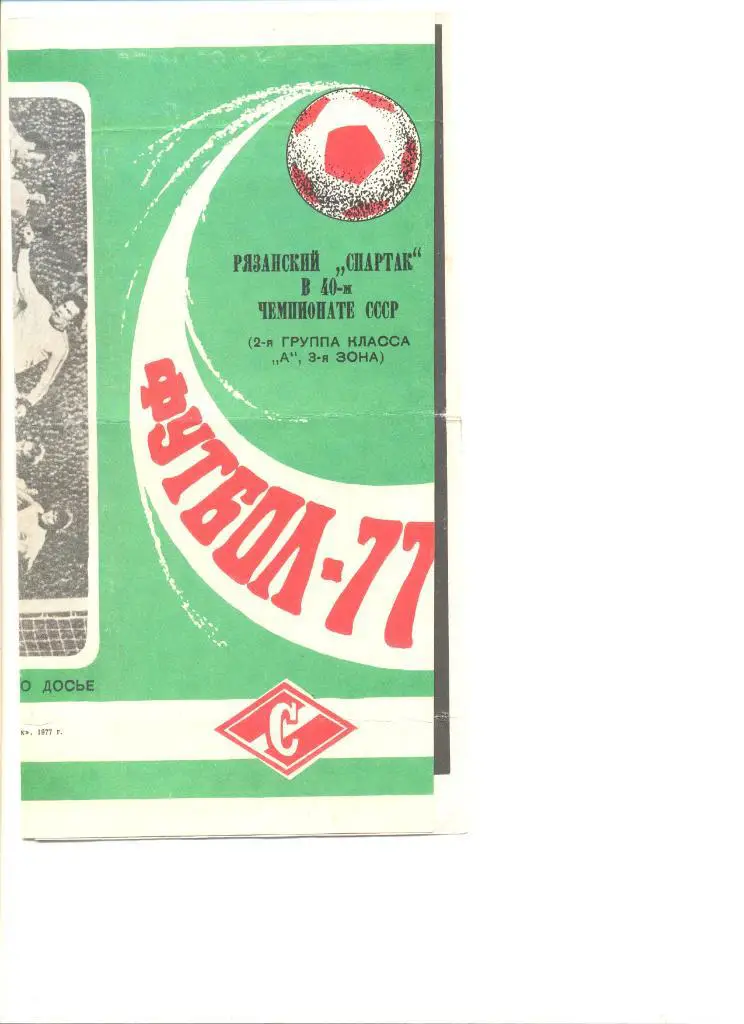 РЯЗАНСКИЙ „СПАРТАК“
В 40-м
ЧЕМПИОНАТЕ СССР
(2-я ГРУППА КЛАССА
„А“, 3-я ЗОНА)
ФУТБОЛ-77
О ДОСЬЕ
к», 1977 г.
С